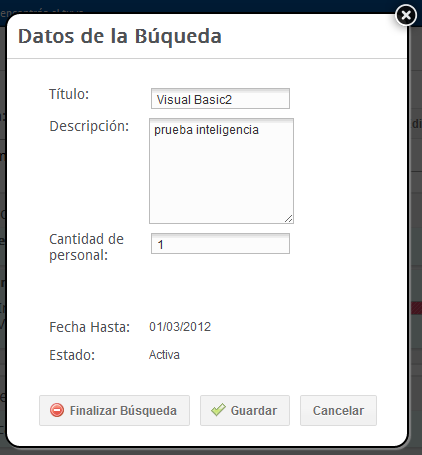 Datos de la Búqueda
Título:
Visual Basic2
Descripción:
prueba inteligencia
Cantidad de
personal:
1
Fecha Hasta:
01/03/2012
Estado:
Activa
Finalizar Búsqueda
Guardar
Cancelar